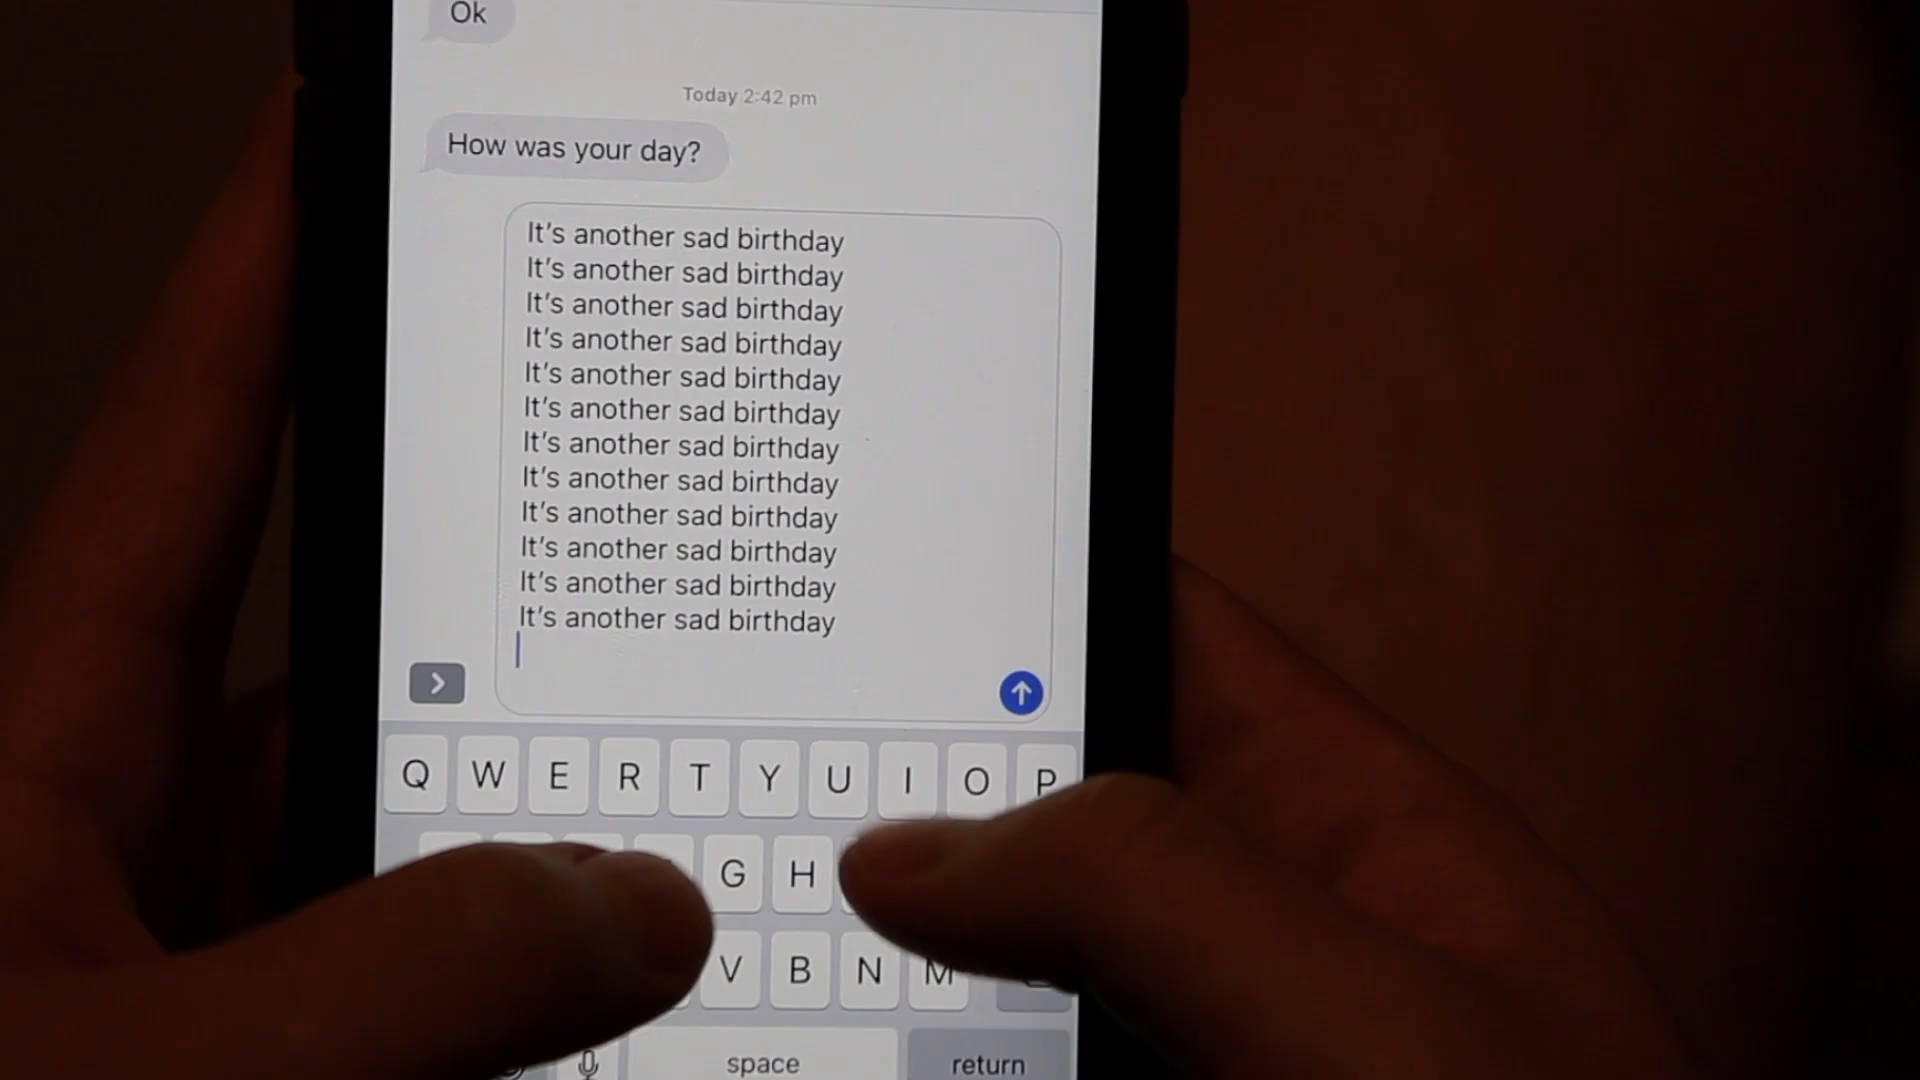 Ok
Today 2:42 pm
How was your day?
It's another sad birthday
It's another sad birthday
It's another sad birthday
It's another sad birthday
It's another sad birthday
It's another sad birthday
It's another sad birthday
It's another sad birthday
It's another sad birthday
It's another sad birthday
It's another sad birthday
It's another sad birthday
Q W E R T Y U I O P
G H
V B N M
space return